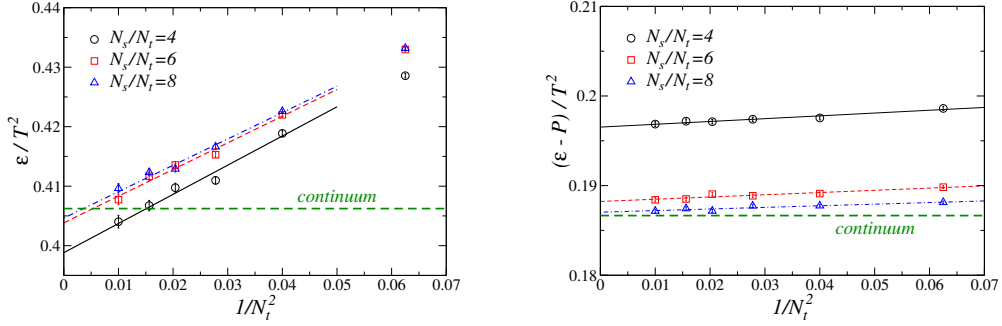 0.44
0.43
0.42
0.41
0.4
ε / T²
N_s/N_t=4
N_s/N_t=6
N_s/N_t=8
continuum
0 0.01 0.02 0.03 0.04 0.05 0.06 0.07
1/N_t²
0.21
0.2
0.19
0.18
(ε - P) / T²
N_s/N_t=4
N_s/N_t=6
N_s/N_t=8
continuum
0 0.01 0.02 0.03 0.04 0.05 0.06 0.07
1/N_t²